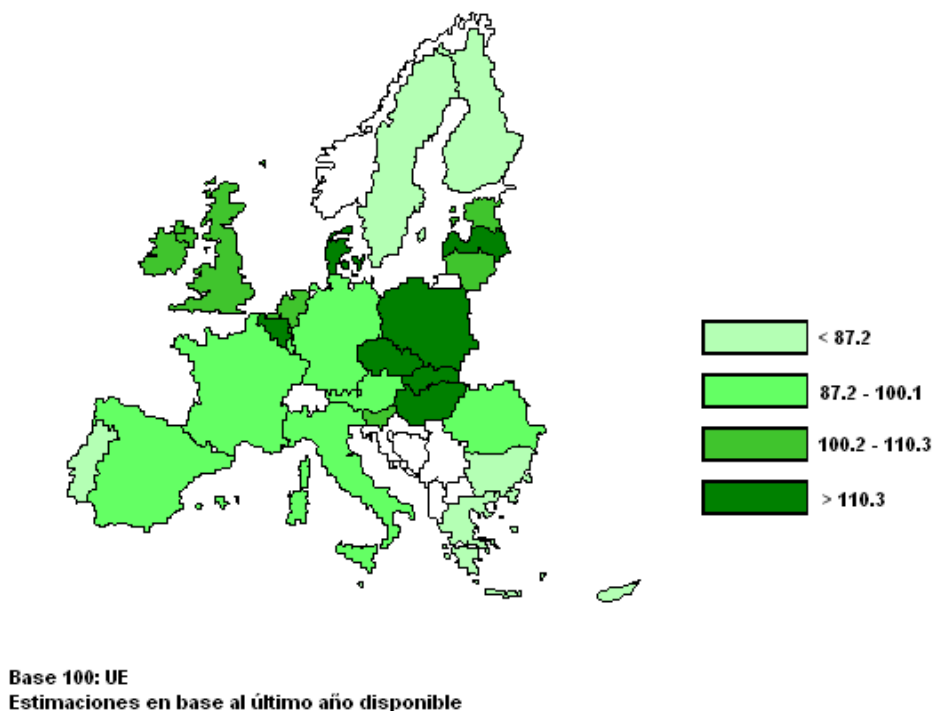 < 87.2
87.2 - 100.1
100.2 - 110.3
> 110.3
Base 100: UE
Estimaciones en base al último año disponible